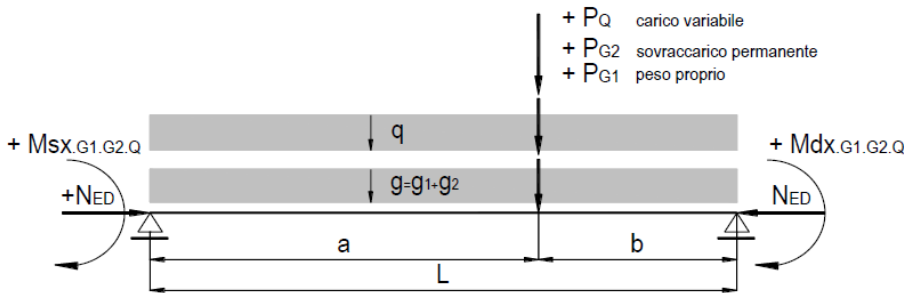 + PQ carico variabile
+ PG2 sovraccarico permanente
+ PG1 peso proprio
+ Msx.G1.G2.Q
q
+ Mdx.G1.G2.Q
+NED
g=g1+g2
NED
a
b
L